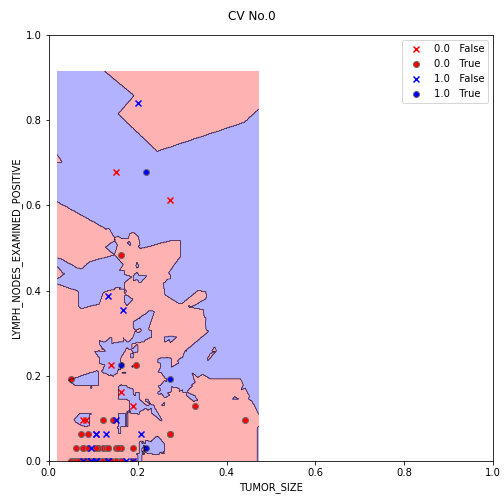 CV No.0
1.0
0.8
0.6
0.4
0.2
0.0
LYMPH_NODES_EXAMINED_POSITIVE
0.0 False
0.0 True
1.0 False
1.0 True
0.0 0.2 0.4 0.6 0.8 1.0
TUMOR_SIZE